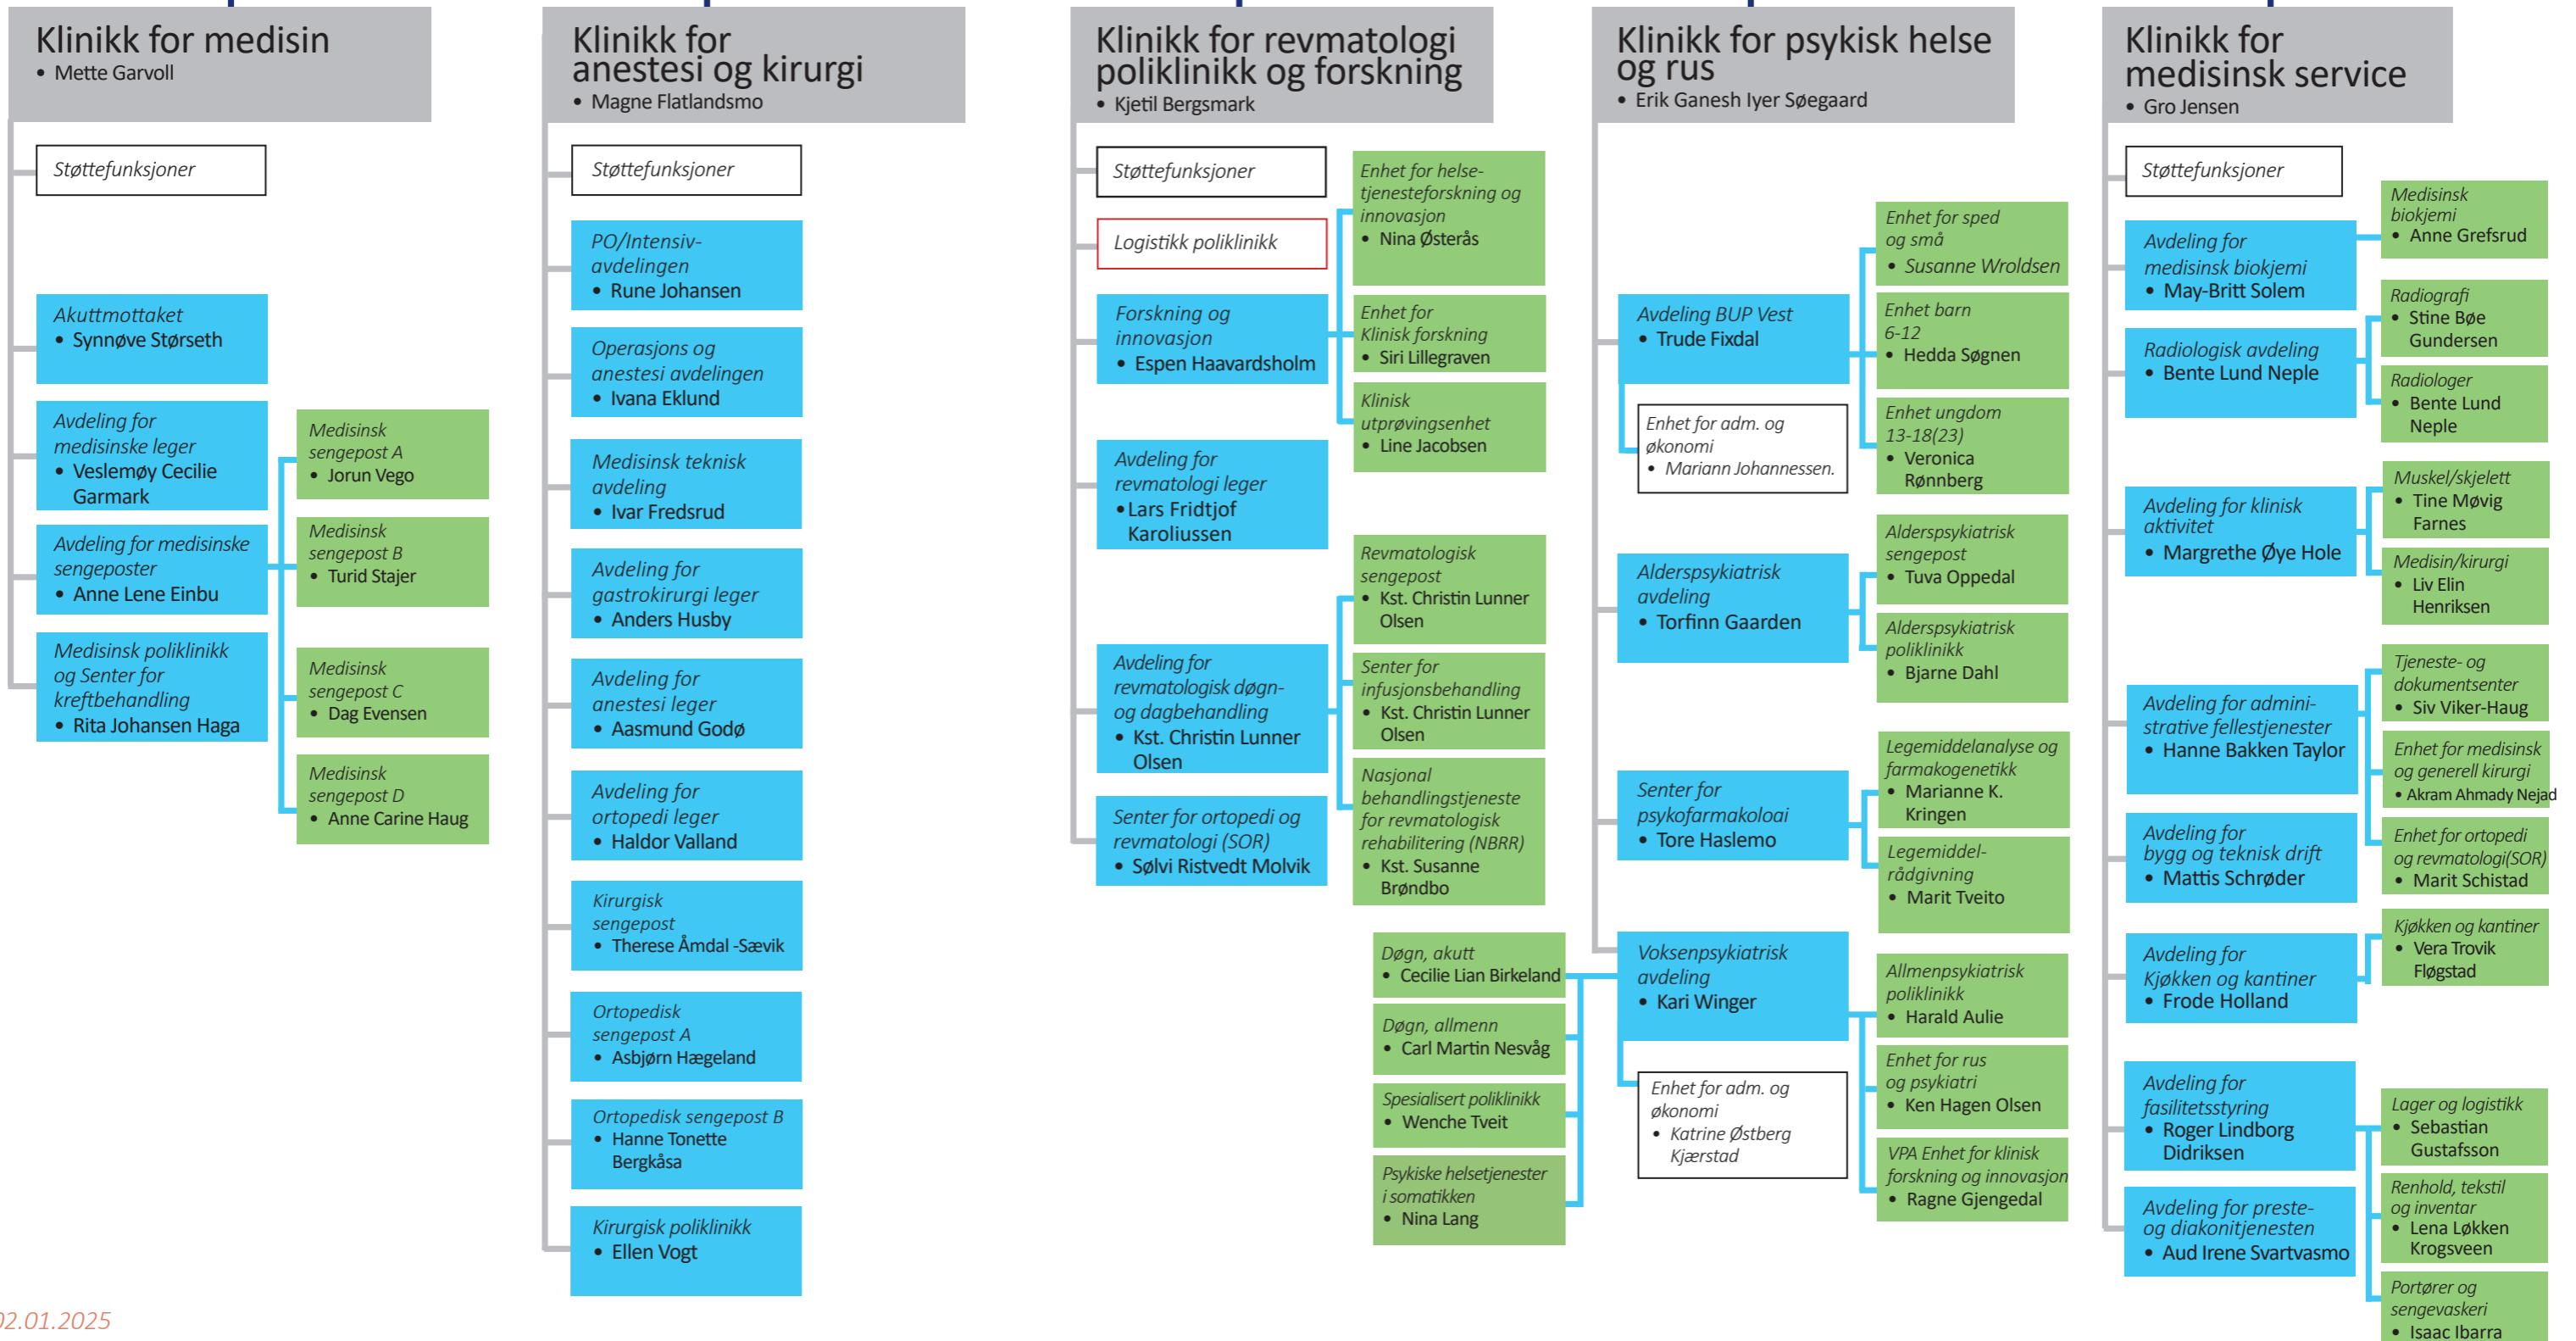 Klinikk for medisin
• Mette Garvoll
Støttefunksjoner
Akuttmottaket
• Synnøve Størseth
Avdeling for
medisinske leger
• Veslemøy Cecilie
Garmark
Avdeling for medisinske
sengeposter
• Anne Lene Einbu
Medisinsk poliklinikk
og Senter for
kreftbehandling
• Rita Johansen Haga
Medisinsk
sengepost A
• Jorun Vego
Medisinsk
sengepost B
• Turid Stajer
Medisinsk
sengepost C
• Dag Evensen
Medisinsk
sengepost D
• Anne Carine Haug
Klinikk for
anestesi og kirurgi
• Magne Flatlandsmo
Støttefunksjoner
PO/Intensiv-
avdelingen
• Rune Johansen
Operasjons og
anestesi avdelingen
• Ivana Eklund
Medisinsk teknisk
avdeling
• Ivar Fredsrud
Avdeling for
gastrokirurgi leger
• Anders Husby
Avdeling for
anestesi leger
• Aasmund Godø
Avdeling for
ortopedi leger
• Haldor Valland
Kirurgisk
sengepost
• Therese Åmdal -Sævik
Ortopedisk
sengepost A
• Asbjørn Hægeland
Ortopedisk sengepost B
• Hanne Tonette
Bergkåsa
Kirurgisk poliklinikk
• Ellen Vogt
Klinikk for revmatologi
poliklinikk og forskning
• Kjetil Bergsmark
Støttefunksjoner
Logistikk poliklinikk
Forskning og
innovasjon
• Espen Haavardsholm
Avdeling for
revmatologi leger
• Lars Fridtjof
Karoliussen
Avdeling for
revmatologisk døgn-
og dagbehandling
• Kst. Christin Lunner
Olsen
Senter for ortopedi og
revmatologi (SOR)
• Sølvi Ristvedt Molvik
Enhet for helse-
tjenesteforskning og
innovasjon
• Nina Østerås
Enhet for
Klinisk forskning
• Siri Lillegraven
Klinisk
utprøvingsenhet
• Line Jacobsen
Revmatologisk
sengepost
• Kst. Christin Lunner
Olsen
Senter for
infusjonsbehandling
• Kst. Christin Lunner
Olsen
Nasjonal
behandlingstjeneste
for revmatologisk
rehabilitering (NBRR)
• Kst. Susanne
Brøndbo
Klinikk for psykisk helse
og rus
• Erik Ganesh Iyer Søegaard
Avdeling BUP Vest
• Trude Fixdal
Enhet for adm. og
økonomi
• Mariann Johannessen.
Enhet for sped
og små
• Susanne Wroldsen
Enhet barn
6-12
• Hedda Søgnen
Enhet ungdom
13-18(23)
• Veronica
Rønnberg
Alderspsykiatrisk
avdeling
• Torfinn Gaarden
Alderspsykiatrisk
sengepost
• Tuva Oppedal
Alderspsykiatrisk
poliklinikk
• Bjarne Dahl
Senter for
psykofarmakoloai
• Tore Haslemo
Legemiddelanalyse og
farmakogenetikk
• Marianne K.
Kringen
Legemiddel-
rådgivning
• Marit Tveito
Voksenpsykiatrisk
avdeling
• Kari Winger
Enhet for adm. og
økonomi
• Katrine Østberg
Kjærstad
Døgn, akutt
• Cecilie Lian Birkeland
Døgn, allmenn
• Carl Martin Nesvåg
Spesialisert poliklinikk
• Wenche Tveit
Psykiske helsetjenester
i somatikken
• Nina Lang
Allmenpsykiatrisk
poliklinikk
• Harald Aulie
Enhet for rus
og psykiatri
• Ken Hagen Olsen
VPA Enhet for klinisk
forskning og innovasjon
• Ragne Gjengedal
Klinikk for
medisinsk service
• Gro Jensen
Støttefunksjoner
Avdeling for
medisinsk biokjemi
• May-Britt Solem
Medisinsk
biokjemi
• Anne Grefsrud
Radiologisk avdeling
• Bente Lund Neple
Radiografi
• Stine Bøe
Gundersen
Radiologer
• Bente Lund
Neple
Avdeling for klinisk
aktivitet
• Margrethe Øye Hole
Muskel/skjelett
• Tine Møvig
Farnes
Medisin/kirurgi
• Liv Elin
Henriksen
Avdeling for admini-
strative fellestjenester
• Hanne Bakken Taylor
Tjeneste- og
dokumentsenter
• Siv Viker-Haug
Enhet for medisinsk
og generell kirurgi
• Akram Ahmady Nejad
Enhet for ortopedi
og revmatologi(SOR)
• Marit Schistad
Avdeling for
bygg og teknisk drift
• Mattis Schrøder
Avdeling for
Kjøkken og kantiner
• Frode Holland
Kjøkken og kantiner
• Vera Trovik
Fløgstad
Avdeling for
fasilitetsstyring
• Roger Lindborg
Didriksen
Lager og logistikk
• Sebastian
Gustafsson
Renhold, tekstil
og inventar
• Lena Løkken
Krogsveen
Portører og
sengevaskeri
• Isaac Ibarra
Avdeling for preste-
og diakonitjenesten
• Aud Irene Svartvasmo
02.01.2025